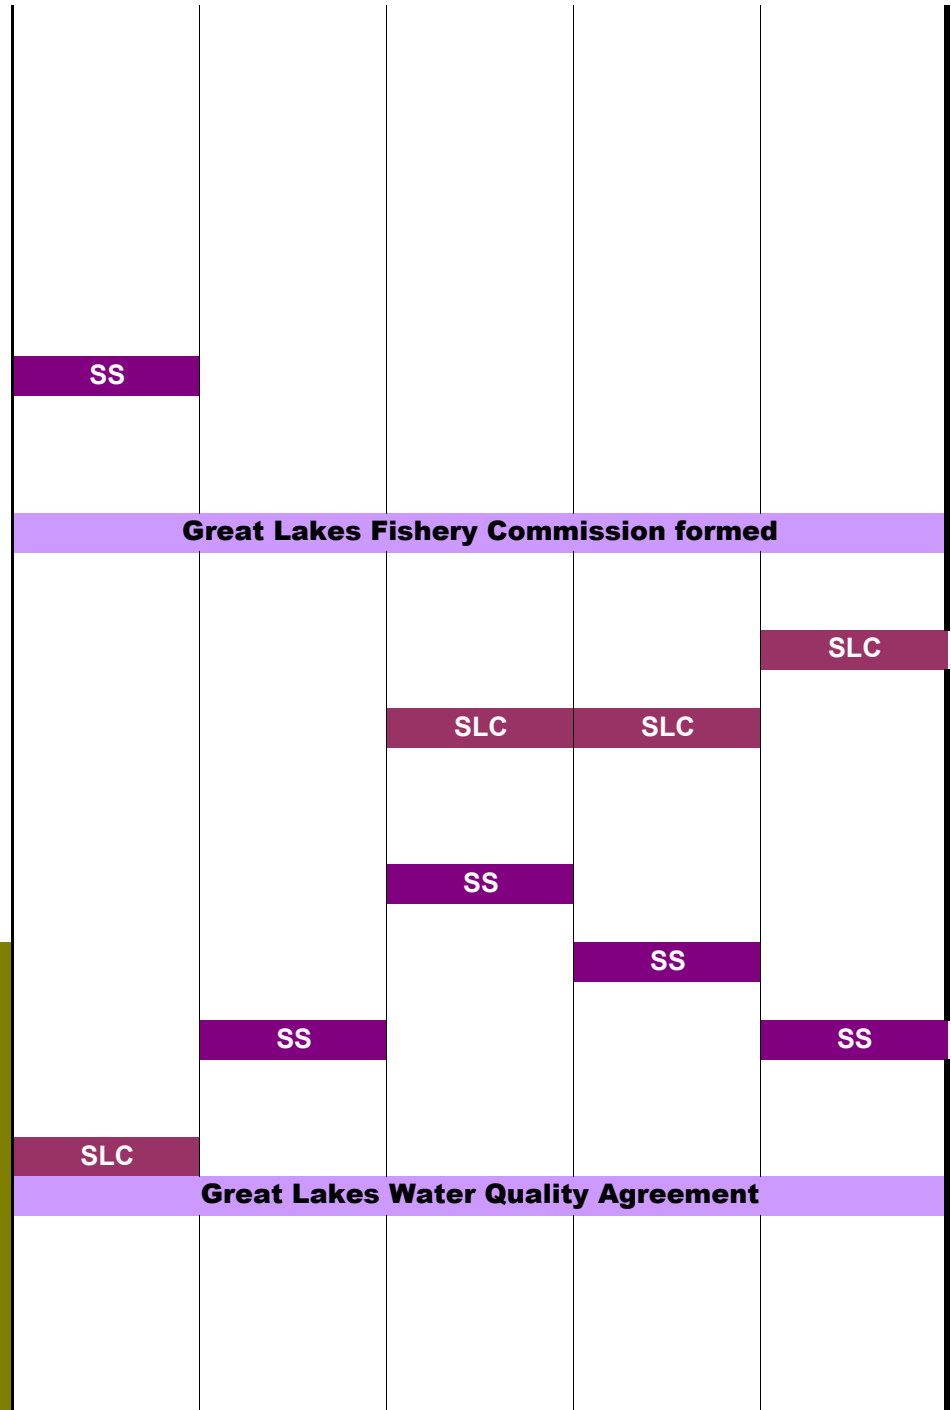 SS
Great Lakes Fishery Commission formed
SLC
SLC SLC
SS
SS
SS SS
SLC
Great Lakes Water Quality Agreement